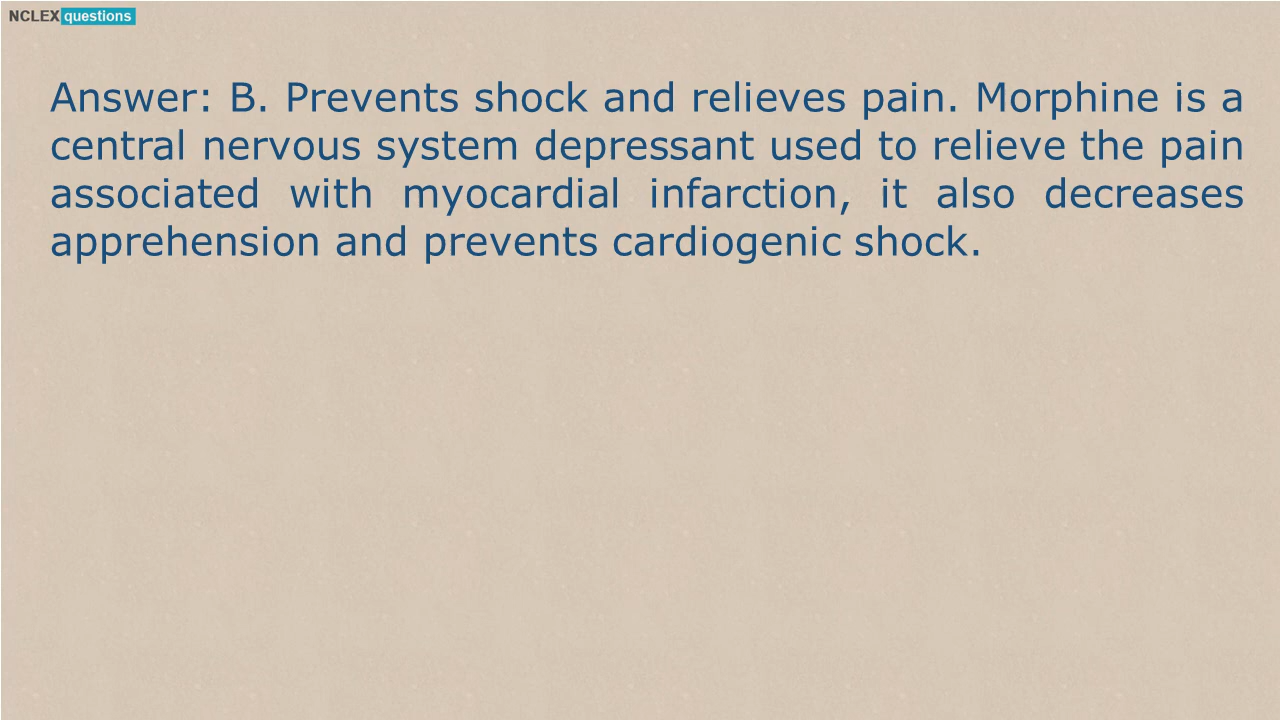 NCLEX questions
Answer: B. Prevents shock and relieves pain. Morphine is a
central nervous system depressant used to relieve the pain
associated with myocardial infarction, it also decreases
apprehension and prevents cardiogenic shock.